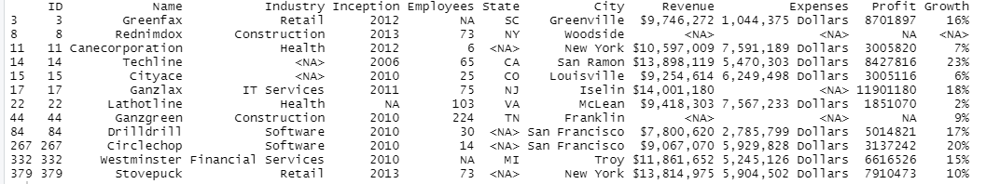 ID Name Industry Inception Employees State City Revenue Expenses Profit Growth
3 3 Greenfax Retail 2012 NA SC Greenville $9,746,272 1,044,375 Dollars 8701897 16%
8 8 Rednimdox Construction 2013 73 NY Woodside <NA> <NA> NA <NA>
11 11 Canecorporation Health 2012 6 <NA> New York $10,597,009 7,591,189 Dollars 3005820 7%
14 14 Techline <NA> 2006 65 CA San Ramon $13,898,119 5,470,303 Dollars 8427816 23%
15 15 Cityace <NA> 2010 25 CO Louisville $9,254,614 6,249,498 Dollars 3005116 6%
17 17 Ganzlax IT Services 2011 75 NJ Iselin $14,001,180 <NA> 11901180 18%
22 22 Lathotline Health NA 103 VA McLean $9,418,303 7,567,233 Dollars 1851070 2%
44 44 Ganzgreen Construction 2010 224 TN Franklin <NA> <NA> NA 9%
84 84 Drilldrill Software 2010 30 <NA> San Francisco $7,800,620 2,785,799 Dollars 5014821 17%
267 267 Circlechop Software 2010 14 <NA> San Francisco $9,067,070 5,929,828 Dollars 3137242 20%
332 332 Westminster Financial Services 2010 NA MI Troy $11,861,652 5,245,126 Dollars 6616526 15%
379 379 Stovepuck Retail 2013 73 <NA> New York $13,814,975 5,904,502 Dollars 7910473 10%